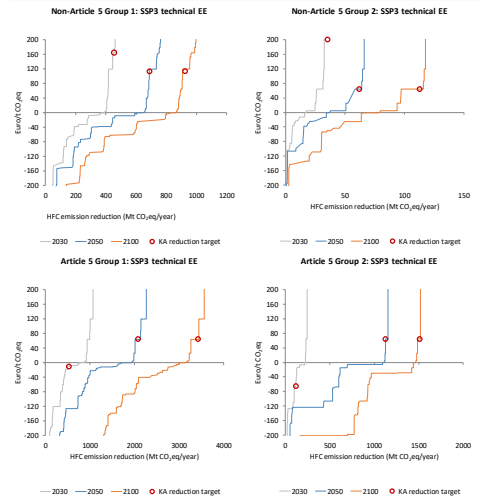 Non-Article 5 Group 1: SSP3 technical EE
200
160
120
80
40
0
-40
-80
-120
-160
-200
Euro/t CO2eq
0 200 400 600 800 1000 1200
HFC emission reduction (Mt CO2eq/year)
2030 2050 2100 KA reduction target
Non-Article 5 Group 2: SSP3 technical EE
200
160
120
80
40
0
-40
-80
-120
-160
-200
Euro/t CO2eq
0 50 100 150
HFC emission reduction (Mt CO2eq/year)
2030 2050 2100 KA reduction target
Article 5 Group 1: SSP3 technical EE
200
160
120
80
40
0
-40
-80
-120
-160
-200
Euro/t CO2eq
0 1000 2000 3000 4000
HFC emission reduction (Mt CO2eq/year)
2030 2050 2100 KA reduction target
Article 5 Group 2: SSP3 technical EE
200
160
120
80
40
0
-40
-80
-120
-160
-200
Euro/t CO2eq
0 500 1000 1500 2000
HFC emission reduction (Mt CO2eq/year)
2030 2050 2100 KA reduction target